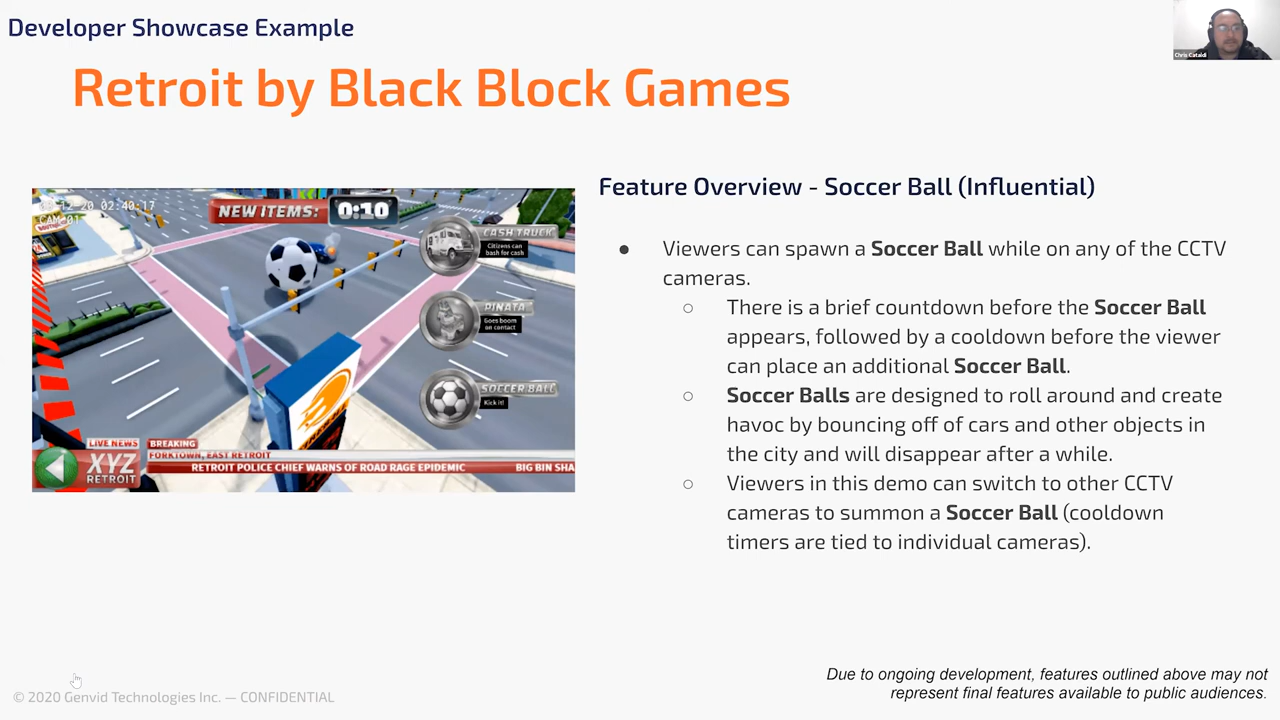 Developer Showcase Example
Chris Cataldi
Retroit by Black Block Games
Feature Overview - Soccer Ball (Influential)
02:40:17
CAM-01
NEW ITEMS: 0:10
CASH TRUCK
Citizens can
bash for cash
PINATA
Goes boom
on contact
SOCCER BALL
Kick it!
LIVE NEWS BREAKING
FORKTOWN, EAST RETROIT
XYZ
RETROIT
RETROIT POLICE CHIEF WARNS OF ROAD RAGE EPIDEMIC BIG BIN SHA
● Viewers can spawn a Soccer Ball while on any of the CCTV
cameras.
○ There is a brief countdown before the Soccer Ball
appears, followed by a cooldown before the viewer
can place an additional Soccer Ball.
○ Soccer Balls are designed to roll around and create
havoc by bouncing off of cars and other objects in
the city and will disappear after a while.
○ Viewers in this demo can switch to other CCTV
cameras to summon a Soccer Ball (cooldown
timers are tied to individual cameras).
© 2020 Genvid Technologies Inc. — CONFIDENTIAL
Due to ongoing development, features outlined above may not
represent final features available to public audiences.